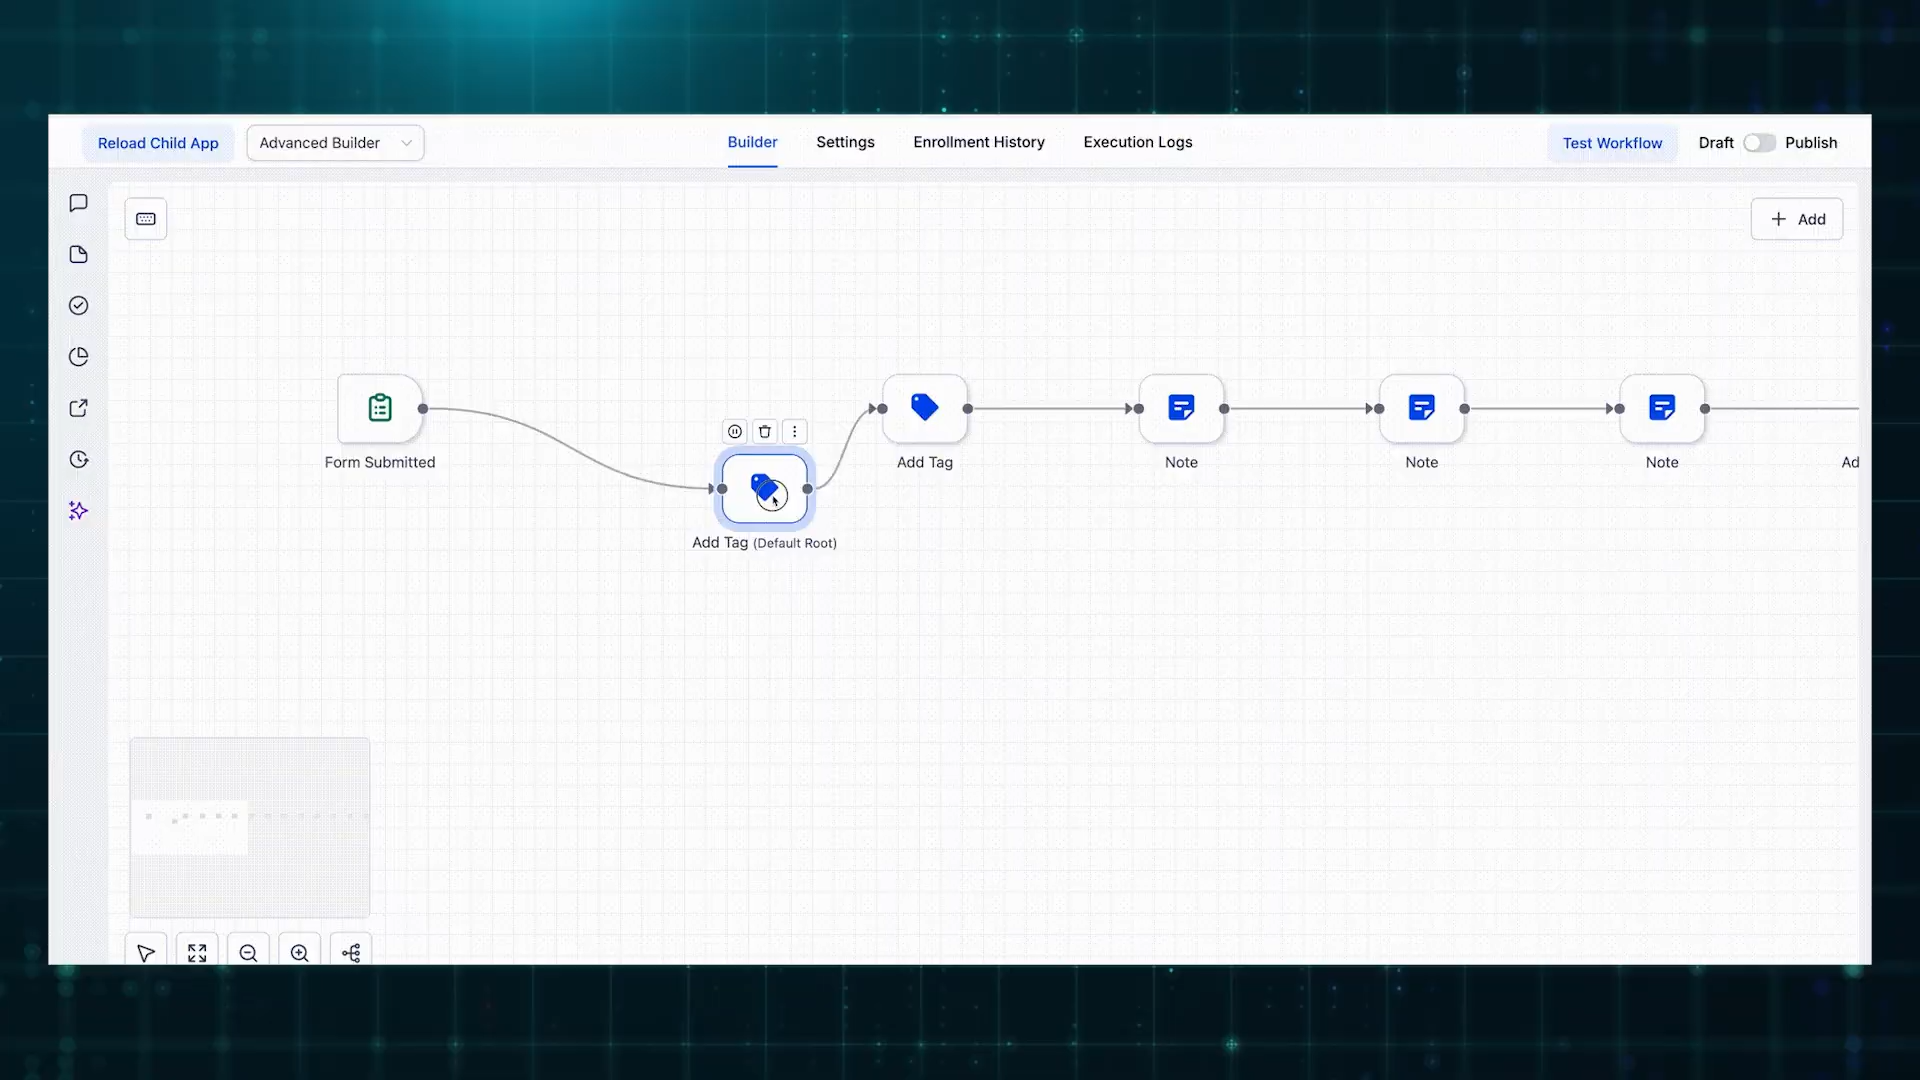 Reload Child App
Advanced Builder
Builder
Settings
Enrollment History
Execution Logs
Test Workflow
Draft
Publish
Add
Form Submitted
Add Tag (Default Root)
Add Tag
Note
Note
Note
Ad